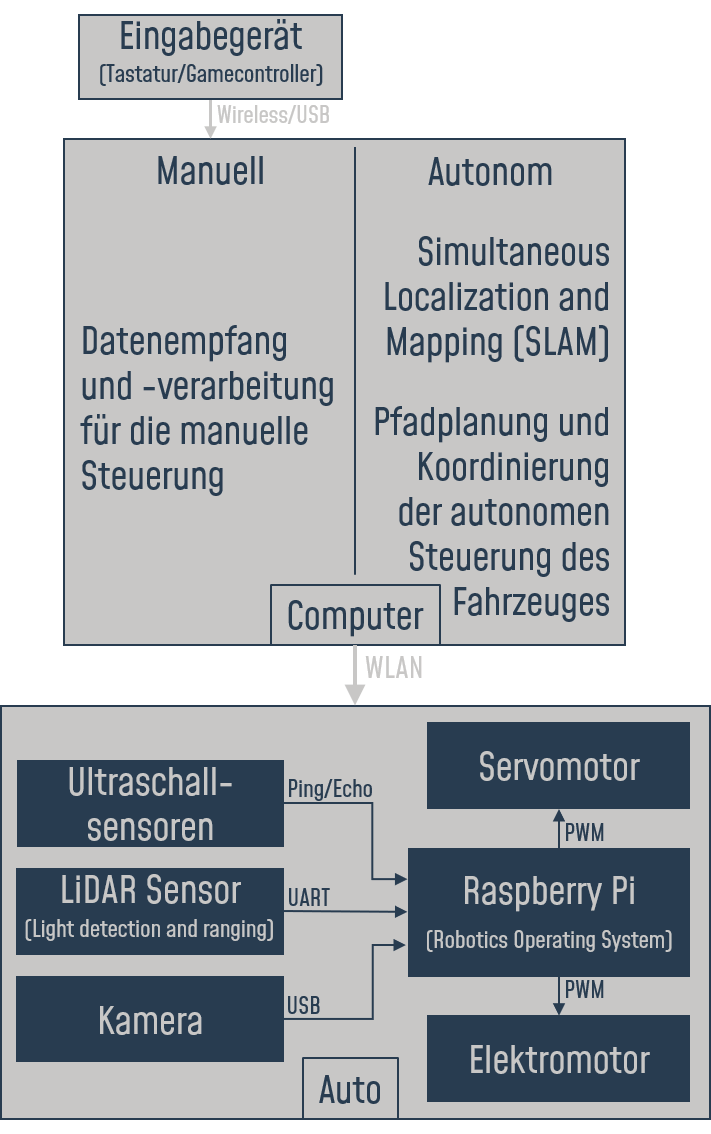 Eingabegerät
(Tastatur/Gamecontroller)
Wireless/USB
Manuell
Datenempfang
und -verarbeitung
für die manuelle
Steuerung
Autonom
Simultaneous
Localization and
Mapping (SLAM)
Pfadplanung und
Koordinierung
der autonomen
Steuerung des
Fahrzeuges
Computer
WLAN
Ultraschall-
sensoren
Ping/Echo
LiDAR Sensor
(Light detection and ranging)
UART
Kamera
USB
Servomotor
PWM
Raspberry Pi
(Robotics Operating System)
PWM
Elektromotor
Auto